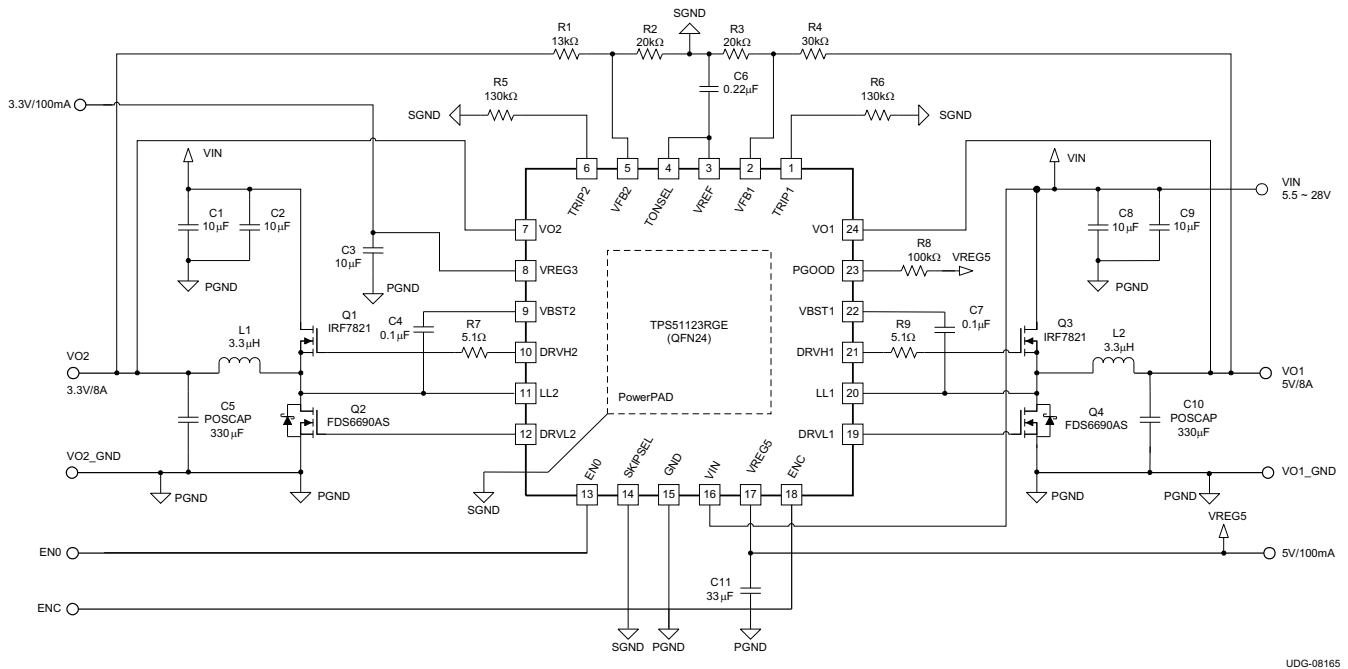 SGND
R1
13kΩ
R2
20kΩ
R3
20kΩ
R4
30kΩ
C6
0.22μF
R5
130kΩ
R6
130kΩ
3.3V/100mA
SGND
SGND
6
5
4
3
2
1
TRIP2
VFB2
TONSEL
VREF
VFB1
TRIP1
VIN
VIN
VIN
5.5 ~ 28V
C1
10μF
C2
10μF
C8
10μF
C9
10μF
C3
10μF
PGND
PGND
PGND
7
VO2
8
VREG3
9
VBST2
10
DRVH2
11
LL2
12
DRVL2
VO1
24
PGOOD
23
VBST1
22
DRVH1
21
LL1
20
DRVL1
19
R8
100kΩ
VREG5
TPS51123RGE
(QFN24)
PowerPAD
Q1
IRF7821
C4
0.1μF
R7
5.1Ω
R9
5.1Ω
C7
0.1μF
Q3
IRF7821
L1
3.3μH
L2
3.3μH
VO2
3.3V/8A
VO1
5V/8A
C5
POSCAP
330μF
Q2
FDS6690AS
Q4
FDS6690AS
C10
POSCAP
330μF
VO2_GND
PGND
PGND
SGND
EN0
SKIPSEL
GND
VIN
VREG5
ENC
13
14
15
16
17
18
VO1_GND
PGND
PGND
VREG5
EN0
5V/100mA
C11
33μF
ENC
SGND
PGND
PGND
UDG-08165